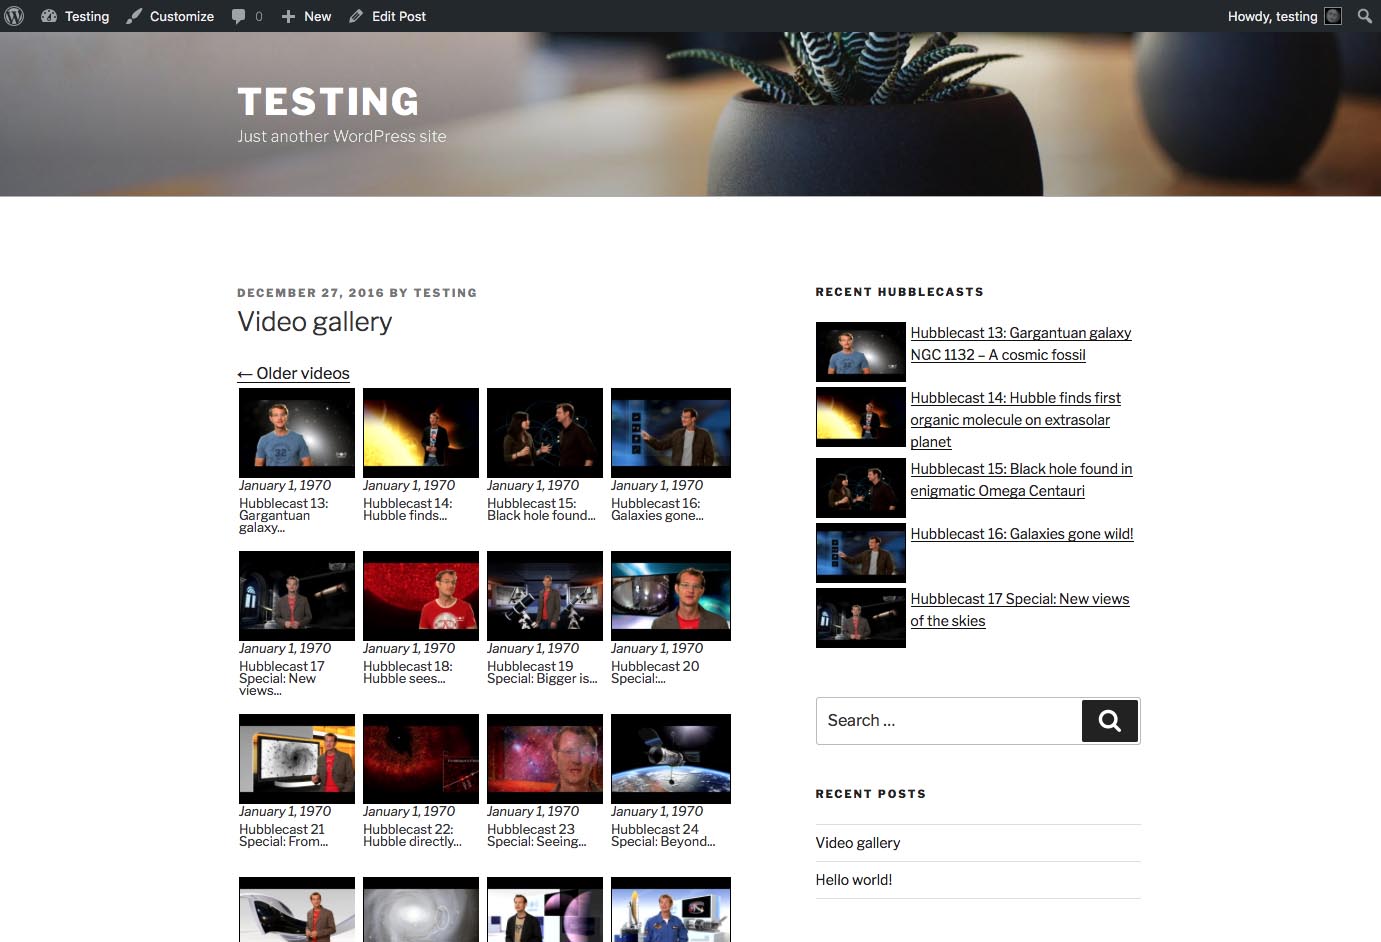 Testing Customize 0 New Edit Post Howdy, testing
TESTING
Just another WordPress site
DECEMBER 27, 2016 BY TESTING
Video gallery
← Older videos
January 1, 1970
Hubblecast 13:
Gargantuan
galaxy...
January 1, 1970
Hubblecast 14:
Hubble finds...
January 1, 1970
Hubblecast 15:
Black hole found...
January 1, 1970
Hubblecast 16:
Galaxies gone...
January 1, 1970
Hubblecast 17
Special: New
views...
January 1, 1970
Hubblecast 18:
Hubble sees...
January 1, 1970
Hubblecast 19
Special: Bigger is...
January 1, 1970
Hubblecast 20
Special:...
January 1, 1970
Hubblecast 21
Special: From...
January 1, 1970
Hubblecast 22:
Hubble directly...
January 1, 1970
Hubblecast 23
Special: Seeing...
January 1, 1970
Hubblecast 24
Special: Beyond...
RECENT HUBBLECASTS
Hubblecast 13: Gargantuan galaxy
NGC 1132 – A cosmic fossil
Hubblecast 14: Hubble finds first
organic molecule on extrasolar
planet
Hubblecast 15: Black hole found in
enigmatic Omega Centauri
Hubblecast 16: Galaxies gone wild!
Hubblecast 17 Special: New views
of the skies
Search ...
RECENT POSTS
Video gallery
Hello world!